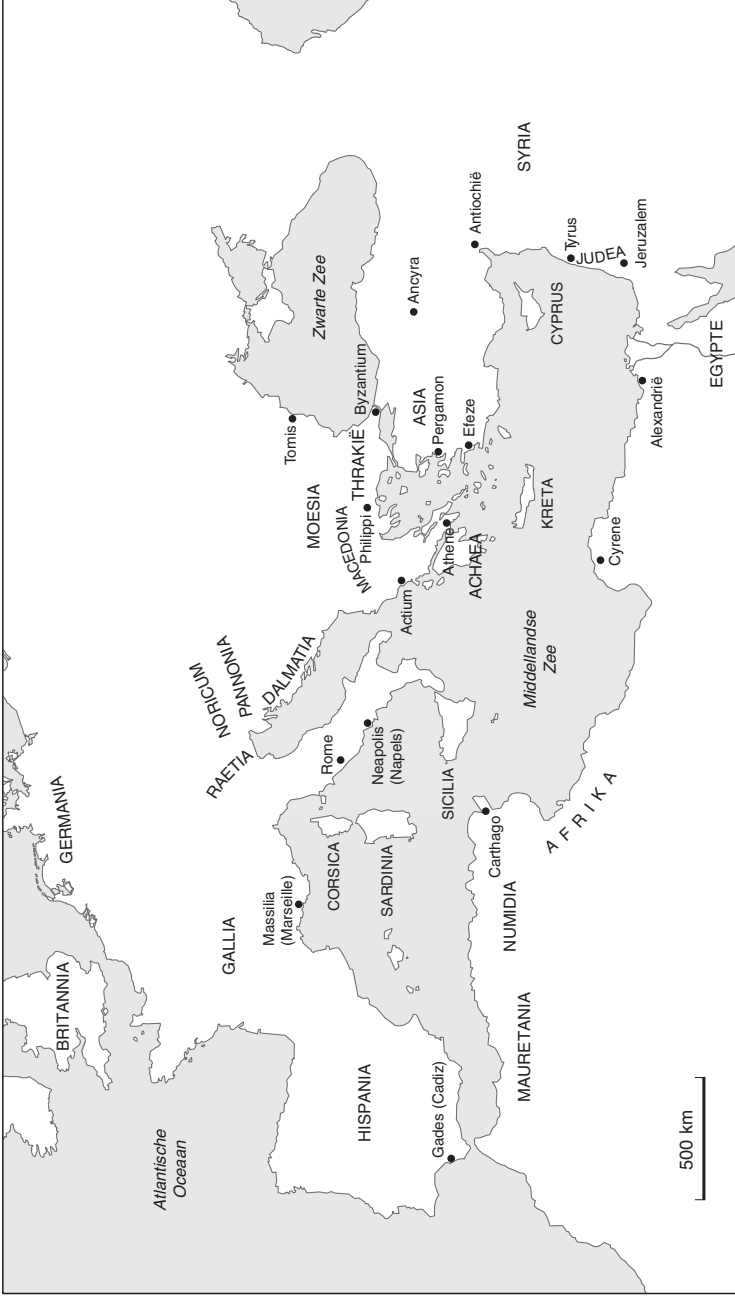 BRITANNIA
GERMANIA
Atlantische
Oceaan
GALLIA
RAETIA
NORICUM
PANNONIA
DALMATIA
MOESIA
Tomis
Zwarte Zee
Massilia
(Marseille)
CORSICA
Rome
MACEDONIA
Philippi
THRAKIË
Byzantium
HISPANIA
SARDINIA
Neapolis
(Napels)
Actium
ASIA
Pergamon
Ancyra
Gades (Cadiz)
SICILIA
Athene
ACHAEA
Efeze
Antiochië
MAURETANIA
NUMIDIA
Carthago
Middellandse
Zee
KRETA
CYPRUS
SYRIA
AFRIKA
Cyrene
Tyrus
JUDEA
Jeruzalem
Alexandrië
EGYPTE
500 km